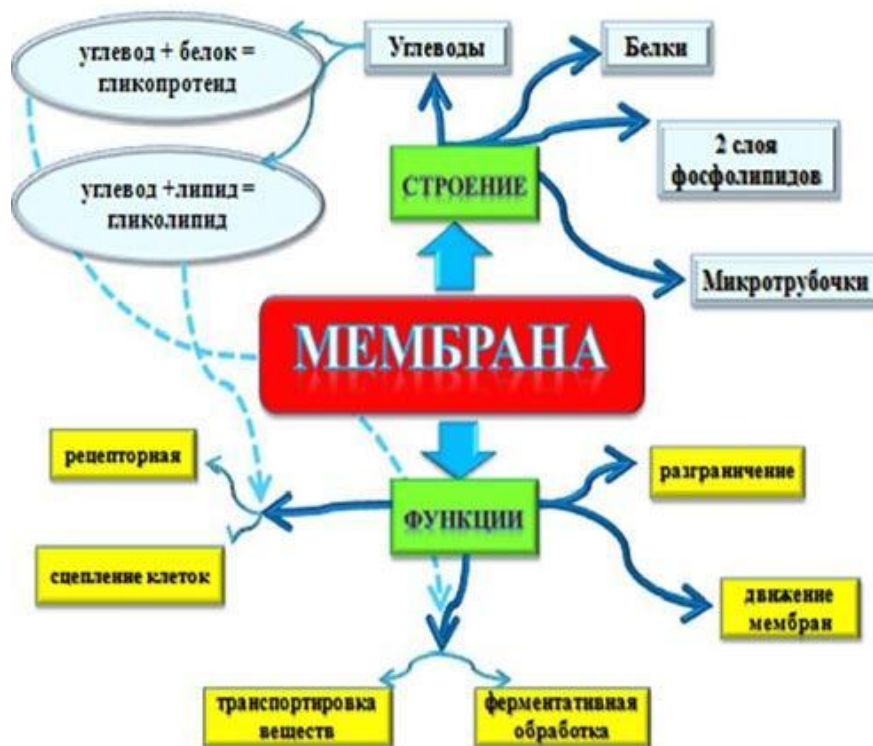 углевод + белок =
гликопротеид
Углеводы
Белки
2 слоя
фосфолипидов
углевод +липид =
гликолипид
СТРОЕНИЕ
Микротрубочки
МЕМБРАНА
рецепторная
разграничение
ФУНКЦИИ
сцепление клеток
движение
мембран
транспортировка
веществ
ферментативная
обработка